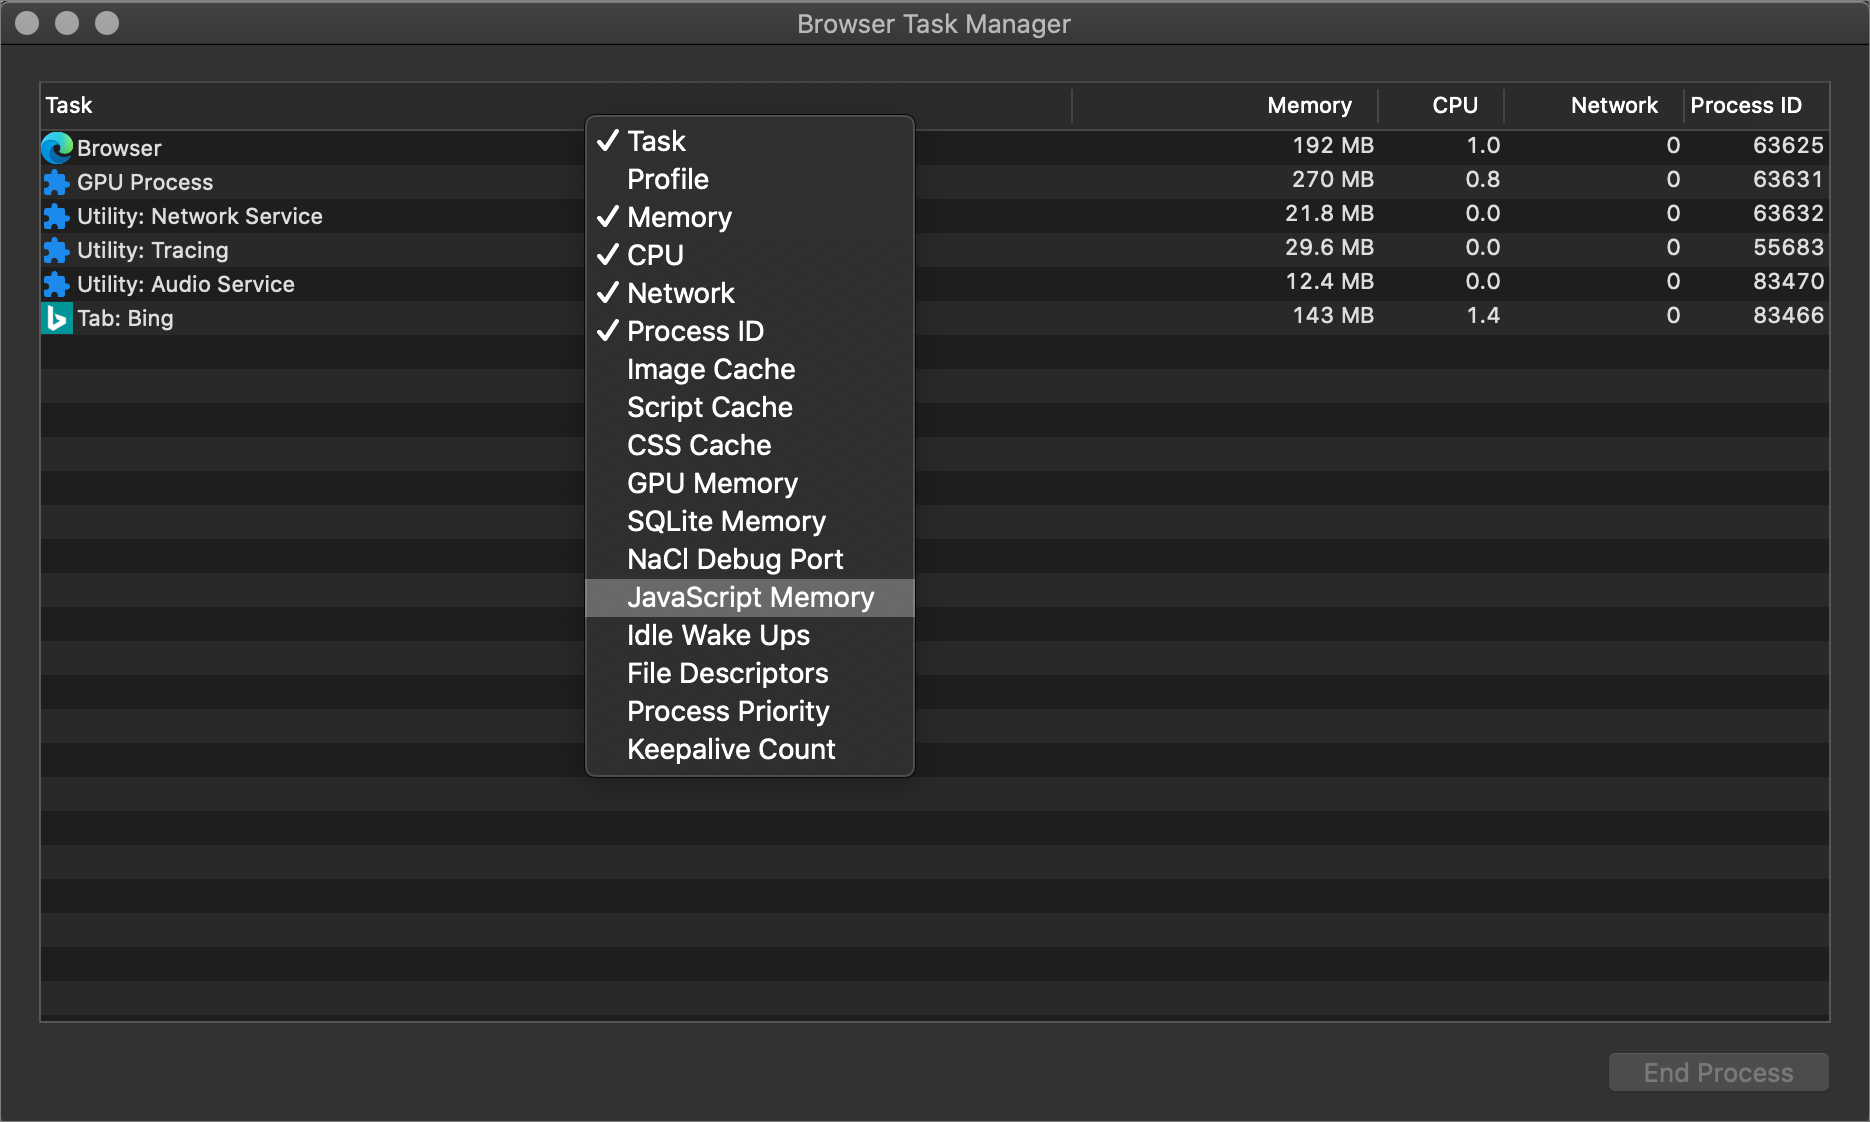 Browser Task Manager
Task Memory CPU Network Process ID
Browser 192 MB 1.0 0 63625
GPU Process 270 MB 0.8 0 63631
Utility: Network Service 21.8 MB 0.0 0 63632
Utility: Tracing 29.6 MB 0.0 0 55683
Utility: Audio Service 12.4 MB 0.0 0 83470
Tab: Bing 143 MB 1.4 0 83466
✓ Task
Profile
✓ Memory
✓ CPU
✓ Network
✓ Process ID
Image Cache
Script Cache
CSS Cache
GPU Memory
SQLite Memory
NaCl Debug Port
JavaScript Memory
Idle Wake Ups
File Descriptors
Process Priority
Keepalive Count
End Process